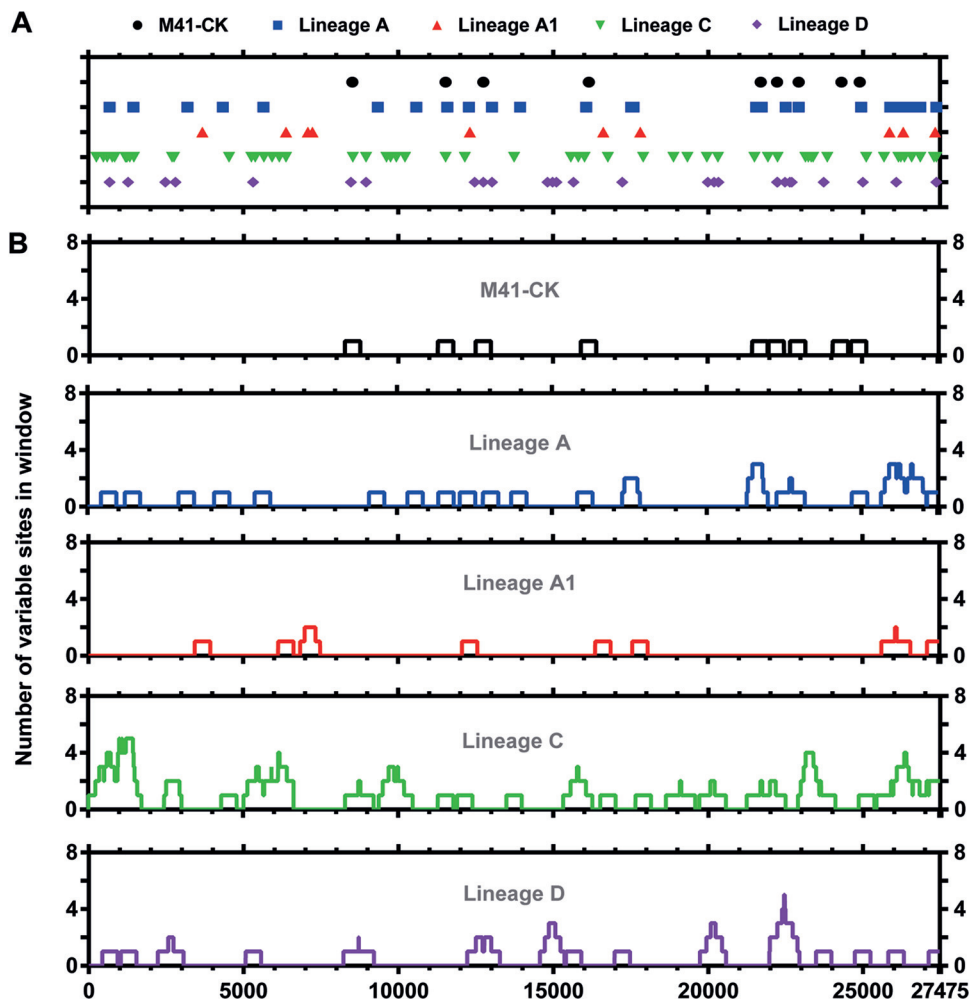 A
M41-CK Lineage A Lineage A1 Lineage C Lineage D
B
Number of variable sites in window
8 8
4 4
0 0
M41-CK
8 8
4 4
0 0
Lineage A
8 8
4 4
0 0
Lineage A1
8 8
4 4
0 0
Lineage C
8 8
4 4
0 0
Lineage D
0 5000 10000 15000 20000 25000 27475